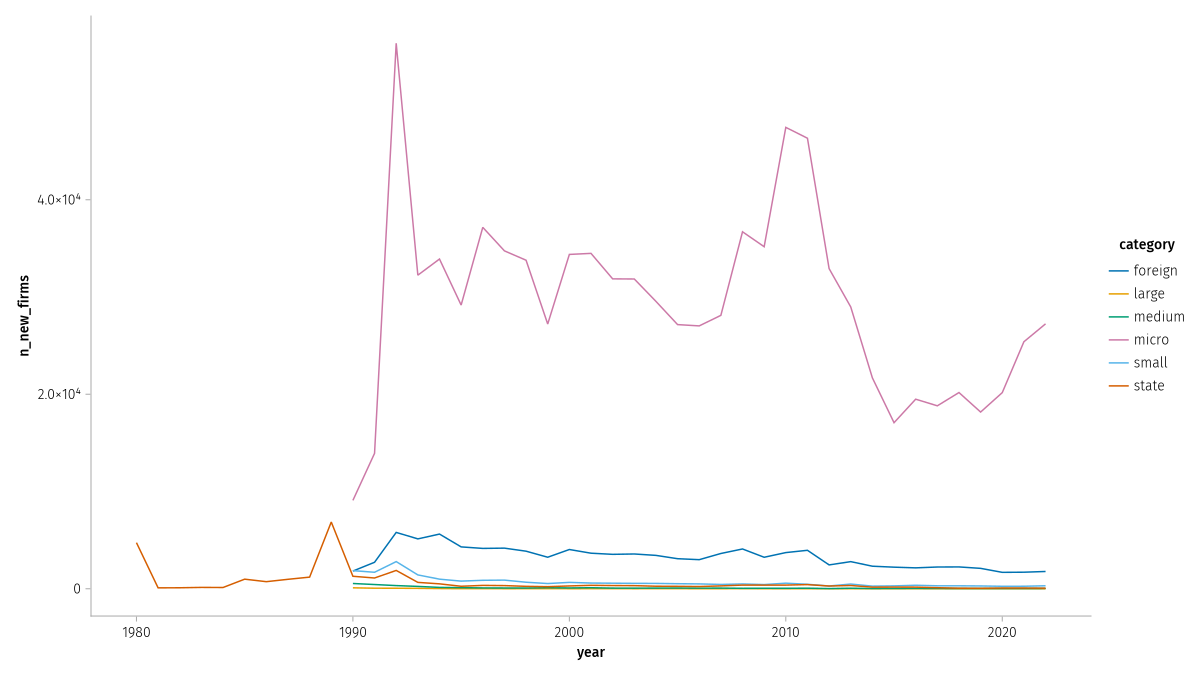 n_new_firms
4.0×10⁴
2.0×10⁴
0
1980
1990
2000
2010
2020
year
category
foreign
large
medium
micro
small
state